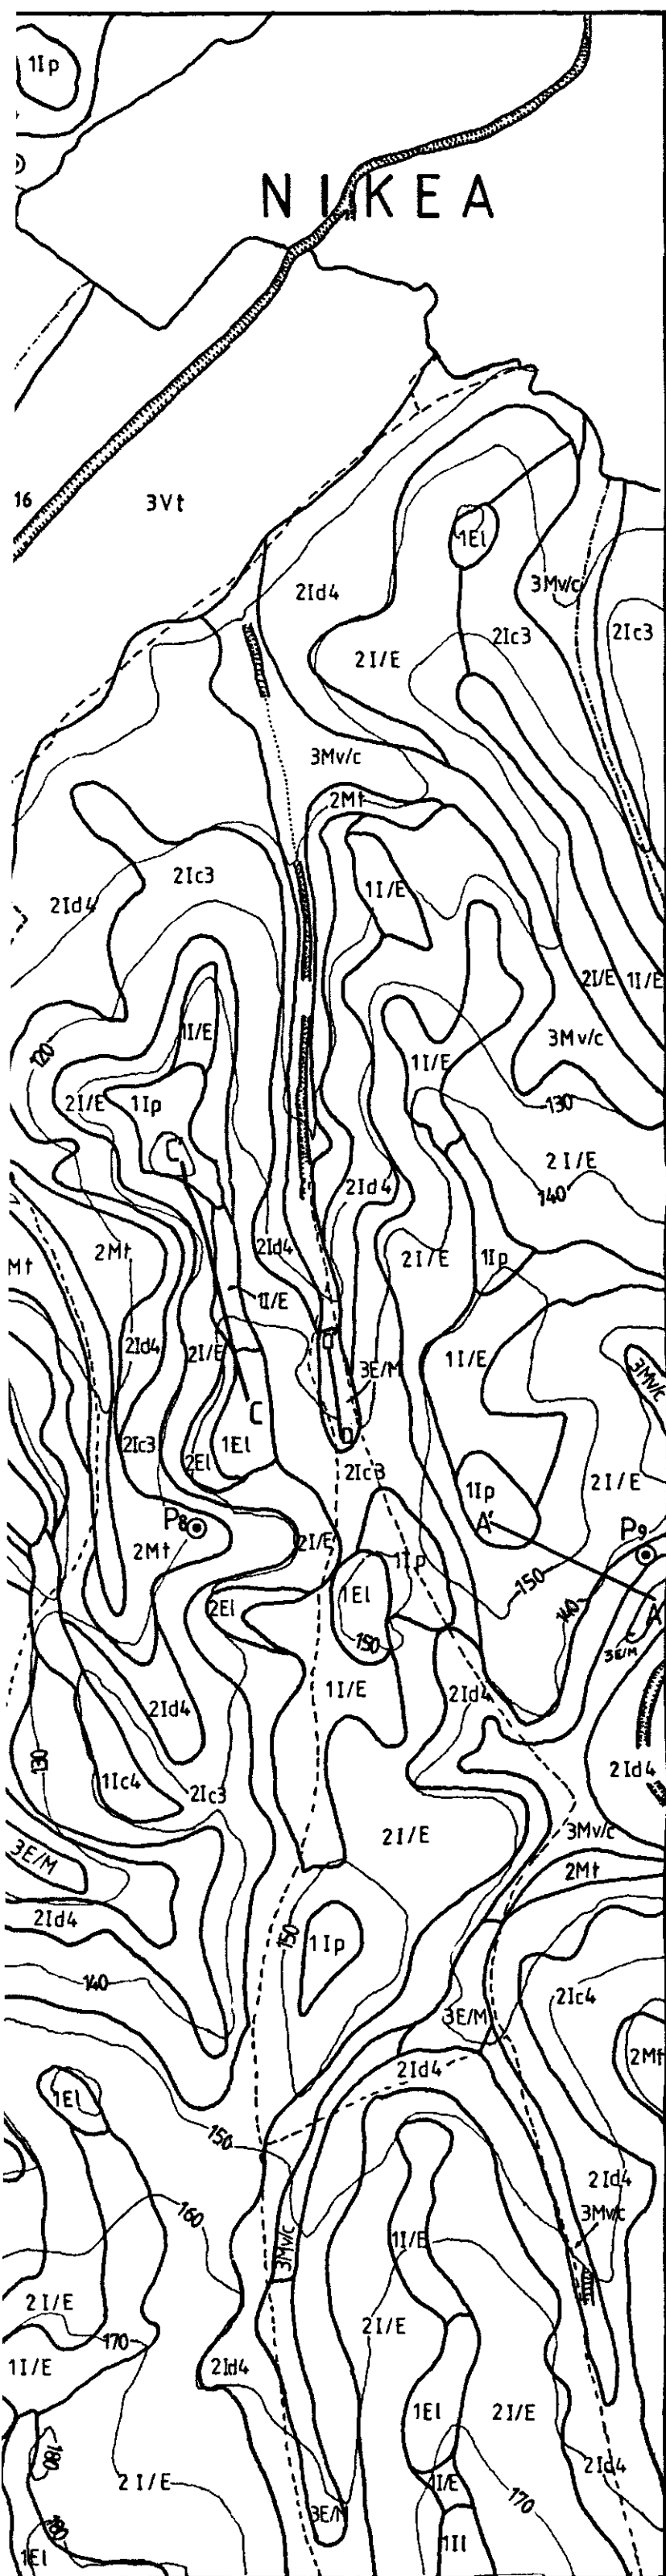 1Ip
NIKEA
16
3Vt
1El
2Id4
3Mv/c
2Ic3
2Ic3
2I/E
3Mv/c
2Mt
2Ic3
1I/E
2Id4
2I/E
1I/E
1I/E
3Mv/c
120
1I/E
2I/E
1Ip
130
C'
2I/E
2Id4
140
2Mt
2Id4
2I/E
1Ip
Mt
1I/E
2Id4
2I/E
1I/E
3Mv/c
3E/M
C
1El
D
2Ic3
2El
2Ic3
1Ip
2I/E
A'
P8
P9
2Mt
2I/E
1Ip
150
1El
2El
140
A
150
3E/M
1I/E
2Id4
2Id4
130
1Ic4
2Ic3
2Id4
3Mv/c
2I/E
3E/M
2Mt
2Id4
150
1Ip
140
2Ic4
3E/M
2Mt
2Id4
1El
150
2Id4
160
3Mv/c
3Mv/c
1I/E
2I/E
2I/E
170
1I/E
2Id4
1El
2I/E
180
2Id4
2I/E
I/E
170
3E/M
180
1El
1Il